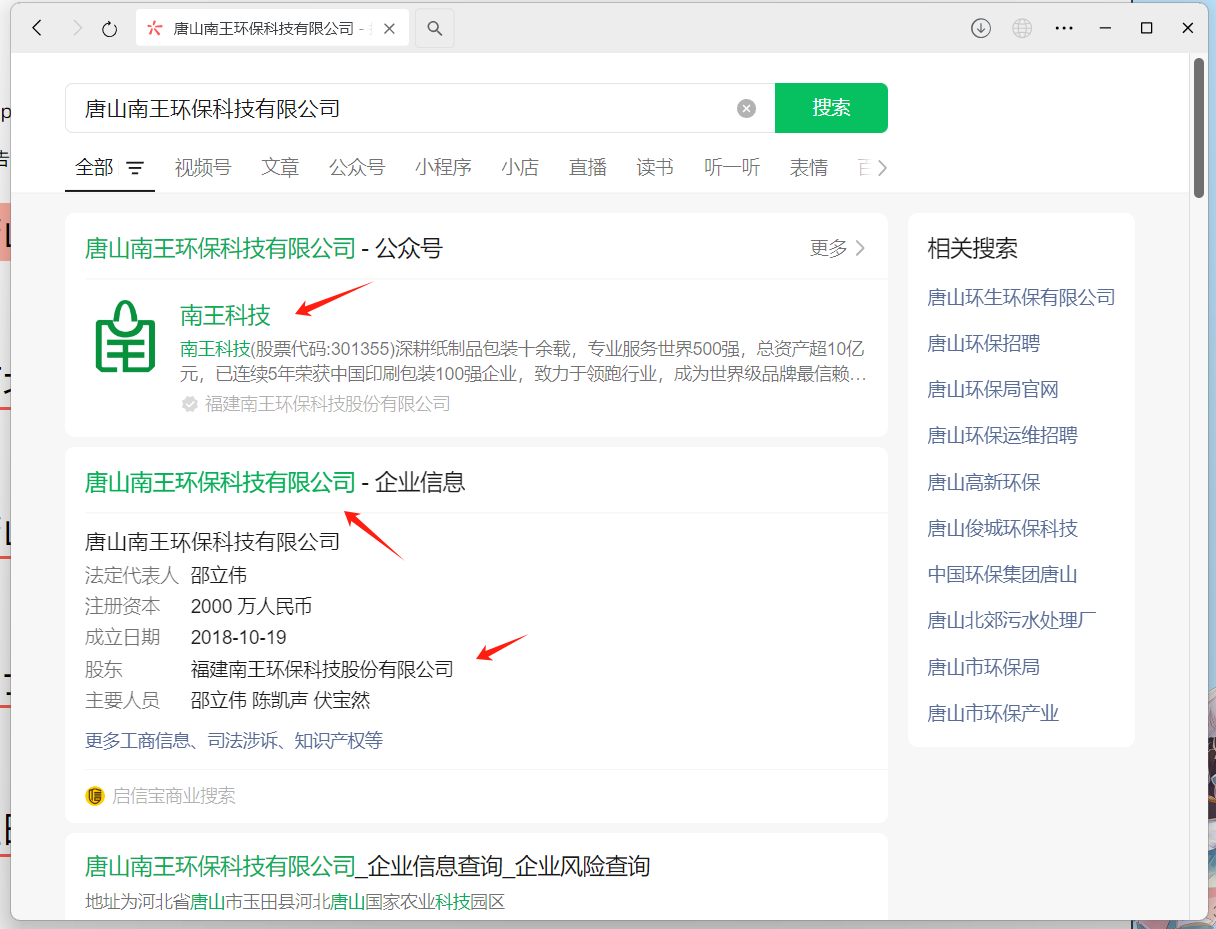 唐山南王环保科技有限公司 -
唐山南王环保科技有限公司
搜索
全部 视频号 文章 公众号 小程序 小店 直播 读书 听一听 表情
唐山南王环保科技有限公司 - 公众号
更多
南王科技
南王科技(股票代码:301355)深耕纸制品包装十余载，专业服务世界500强，总资产超10亿
元，已连续5年荣获中国印刷包装100强企业，致力于领跑行业，成为世界级品牌最信赖...
福建南王环保科技股份有限公司
唐山南王环保科技有限公司 - 企业信息
唐山南王环保科技有限公司
法定代表人 邵立伟
注册资本 2000 万人民币
成立日期 2018-10-19
股东 福建南王环保科技股份有限公司
主要人员 邵立伟 陈凯声 伏宝然
更多工商信息、司法涉诉、知识产权等
启信宝商业搜索
唐山南王环保科技有限公司_企业信息查询_企业风险查询
地址为河北省唐山市玉田县河北唐山国家农业科技园区
相关搜索
唐山环生环保有限公司
唐山环保招聘
唐山环保局官网
唐山环保运维招聘
唐山高新环保
唐山俊城环保科技
中国环保集团唐山
唐山北郊污水处理厂
唐山市环保局
唐山市环保产业